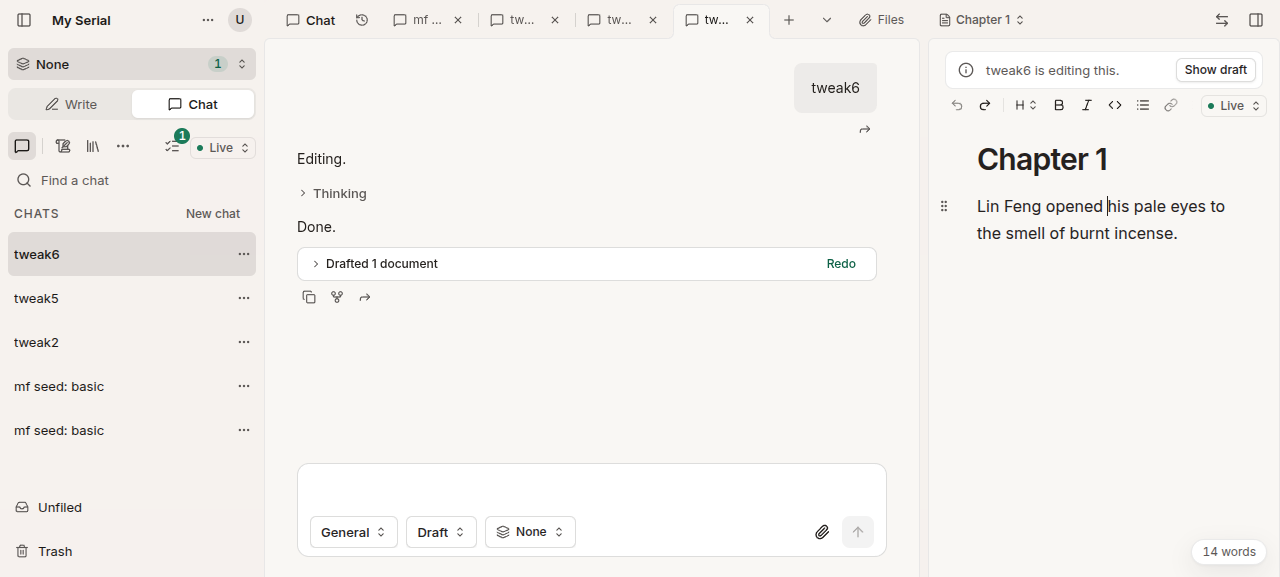 My Serial
U
Chat
mf ...
tw...
tw...
tw...
Files
Chapter 1
None
1
Write
Chat
1
Live
Find a chat
CHATS
New chat
tweak6
tweak5
tweak2
mf seed: basic
mf seed: basic
Unfiled
Trash
tweak6
Editing.
Thinking
Done.
Drafted 1 document
Redo
General
Draft
None
tweak6 is editing this.
Show draft
H
B
I
Live
Chapter 1
Lin Feng opened his pale eyes to
the smell of burnt incense.
14 words